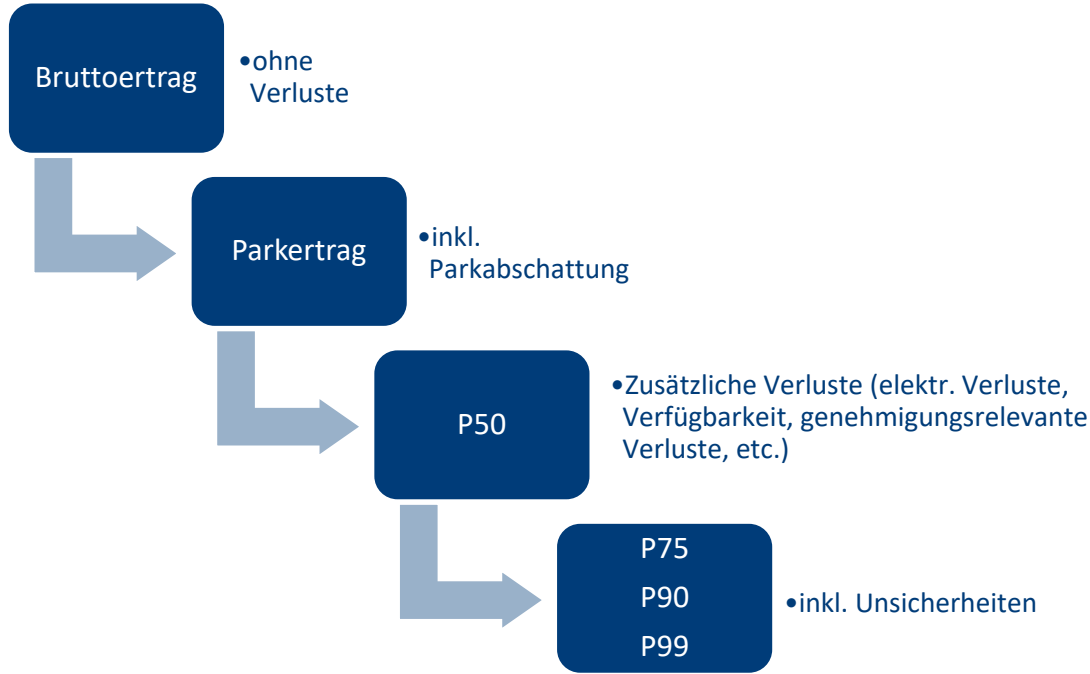 Bruttoertrag
•ohne
Verluste
Parkertrag
•inkl.
Parkabschattung
P50
•Zusätzliche Verluste (elektr. Verluste,
Verfügbarkeit, genehmigungsrelevante
Verluste, etc.)
P75
P90
P99
•inkl. Unsicherheiten